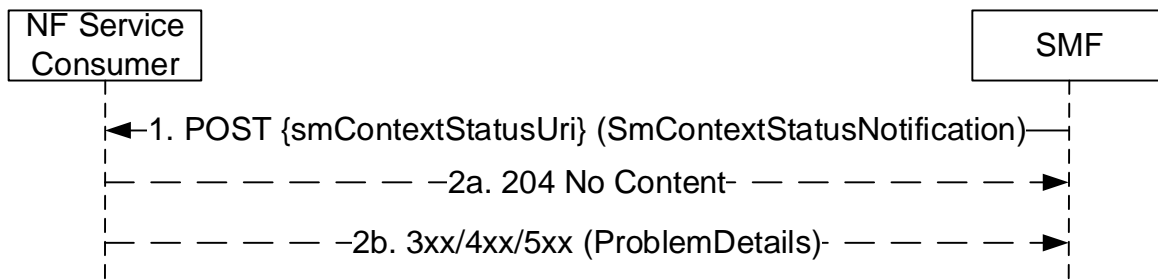 NF Service
Consumer
SMF
1. POST {smContextStatusUri} (SmContextStatusNotification)
2a. 204 No Content
2b. 3xx/4xx/5xx (ProblemDetails)